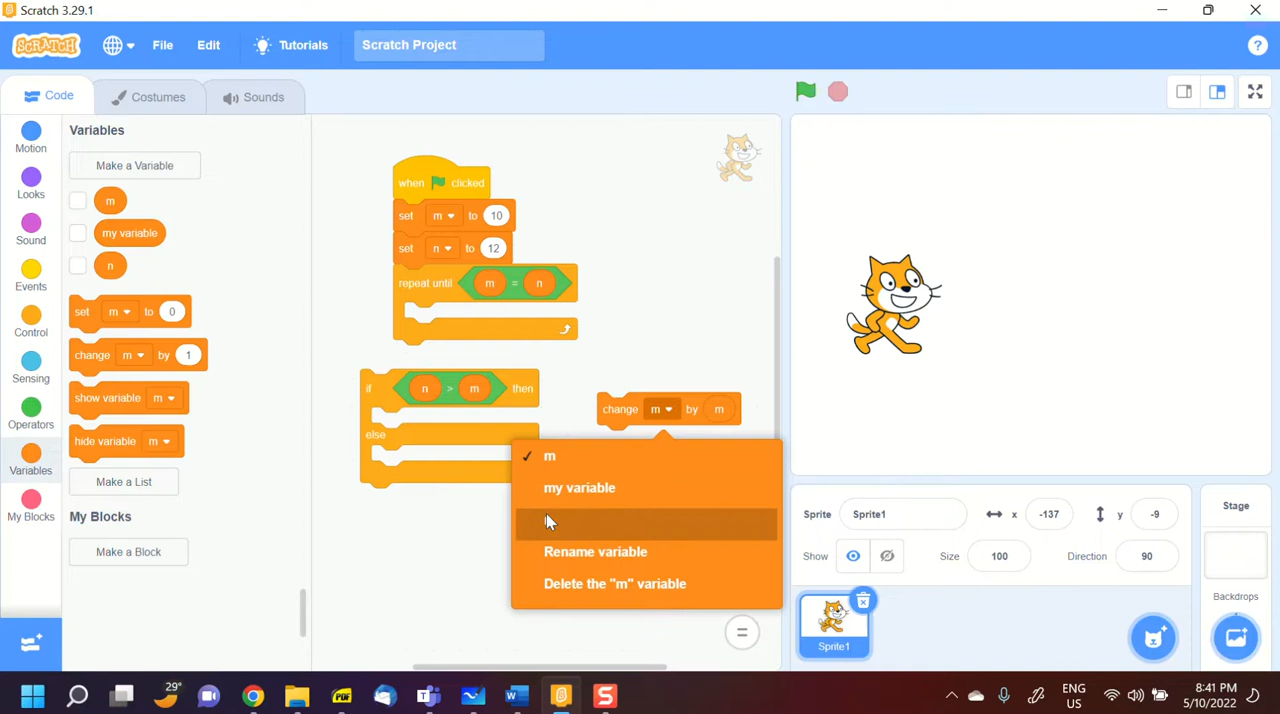 Scratch 3.29.1
SCRATCH File Edit Tutorials Scratch Project ?
Code Costumes Sounds
Motion
Looks
Sound
Events
Control
Sensing
Operators
Variables
My Blocks
Variables
Make a Variable
m
my variable
n
set m to 0
change m by 1
show variable m
hide variable m
Make a List
My Blocks
Make a Block
when clicked
set m to 10
set n to 12
repeat until m = n
if n > m then
else
change m by m
✓ m
my variable
Rename variable
Delete the "m" variable
=
Sprite Sprite1 x -137 y -9
Show Size 100 Direction 90
Sprite1
Stage
Backdrops
29°
PDF
S
ENG
US
8:41 PM
5/10/2022